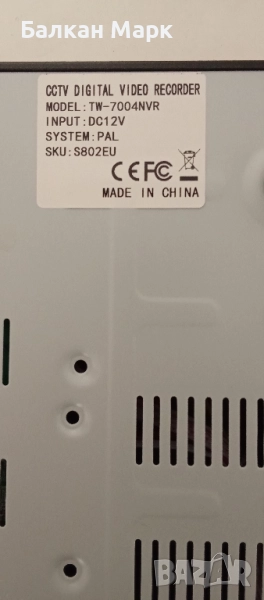 Балкан Марк
CCTV DIGITAL VIDEO RECORDER
MODEL: TW-7004NVR
INPUT: DC12V
SYSTEM: PAL
SKU: S802EU
CE FC
MADE IN CHINA
BAZAR